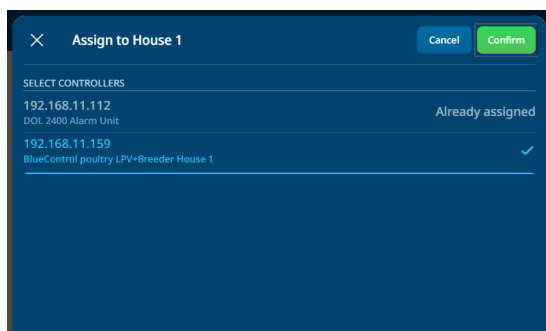 Assign to House 1
Cancel
Confirm
SELECT CONTROLLERS
192.168.11.112
DOL 2400 Alarm Unit
Already assigned
192.168.11.159
BlueControl poultry LPV+Breeder House 1